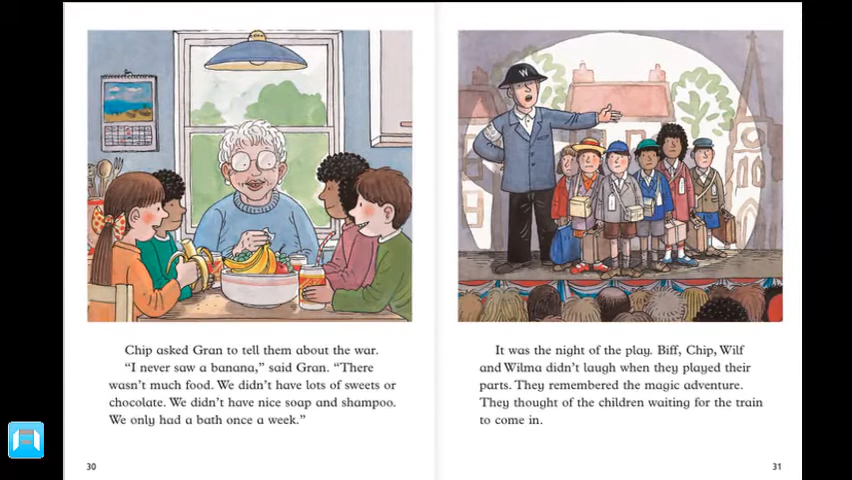 W
Chip asked Gran to tell them about the war.
"I never saw a banana," said Gran. "There
wasn't much food. We didn't have lots of sweets or
chocolate. We didn't have nice soap and shampoo.
We only had a bath once a week."
30
It was the night of the play. Biff, Chip, Wilf
and Wilma didn't laugh when they played their
parts. They remembered the magic adventure.
They thought of the children waiting for the train
to come in.
31